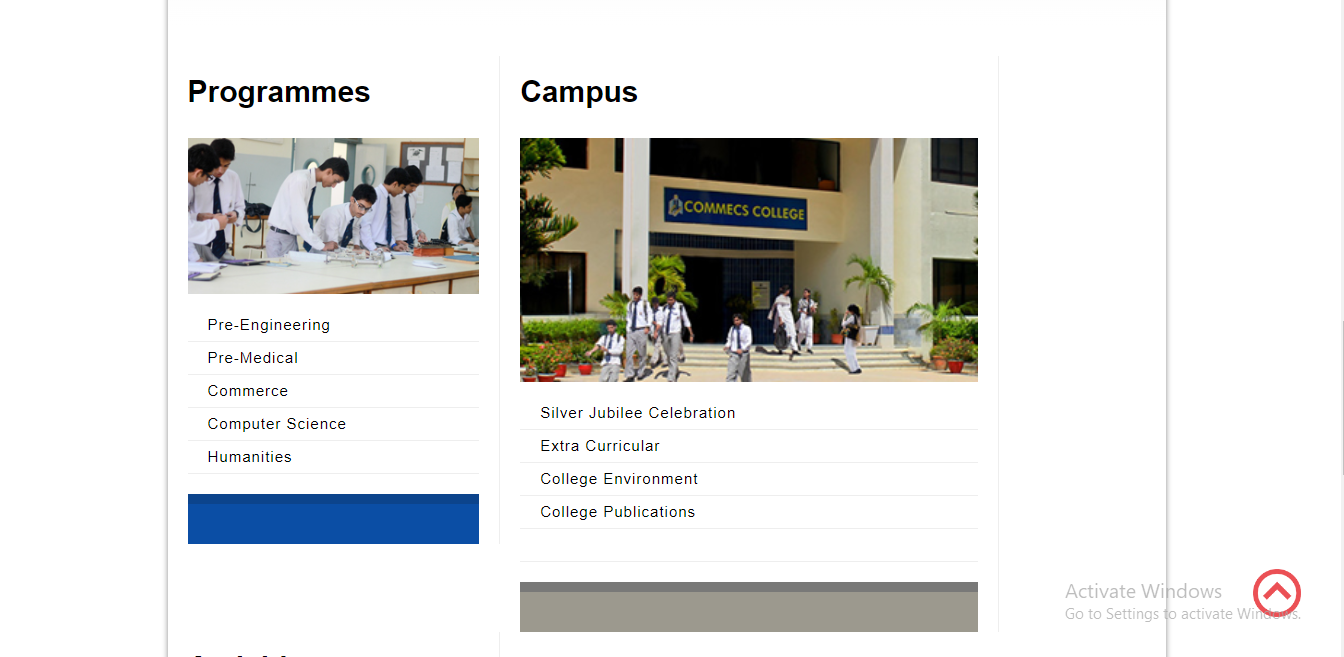 Programmes
Pre-Engineering
Pre-Medical
Commerce
Computer Science
Humanities
Campus
COMMECS COLLEGE
Silver Jubilee Celebration
Extra Curricular
College Environment
College Publications
Activate Windows
Go to Settings to activate Windows.